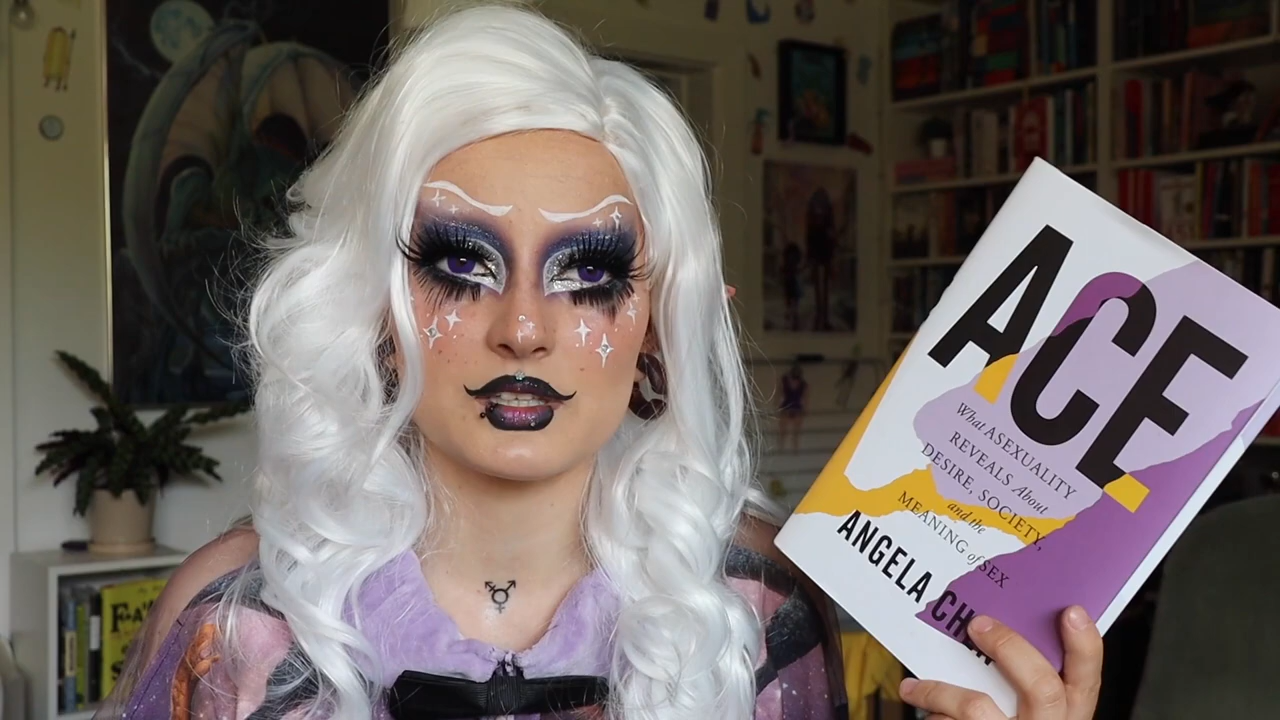 ACE
What ASEXUALITY
REVEALS About
DESIRE, SOCIETY,
and the
MEANING of SEX
ANGELA